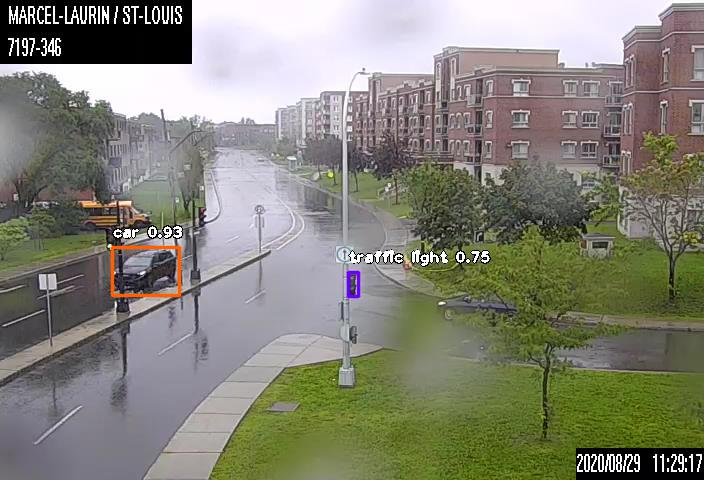 MARCEL-LAURIN / ST-LOUIS
7197-346
car 0.93
traffic light 0.75
2020/08/29 11:29:17